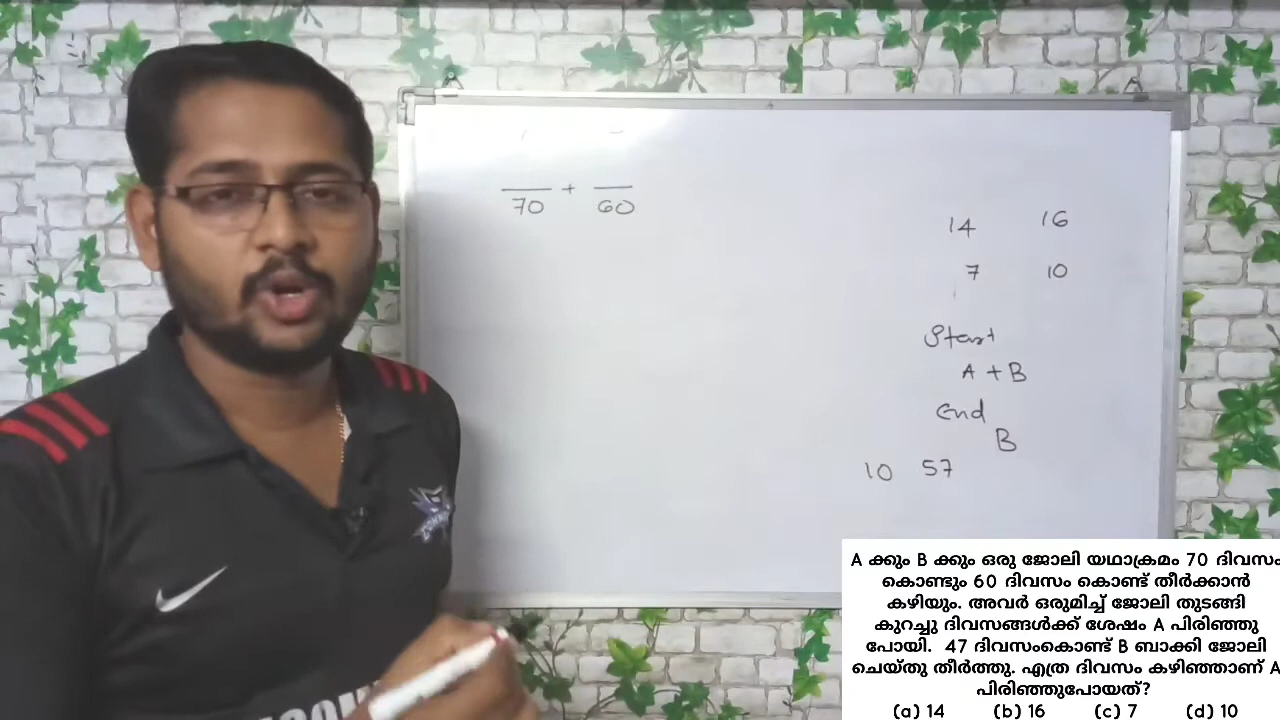 70 + 60
14 16
7 10
Start
A + B
End
B
10 57
A ക്കും B ക്കും ഒരു ജോലി യഥാക്രമം 70 ദിവസം
കൊണ്ടും 60 ദിവസം കൊണ്ട് തീർക്കാൻ
കഴിയും. അവർ ഒരുമിച്ച് ജോലി തുടങ്ങി
കുറച്ചു ദിവസങ്ങൾക്ക് ശേഷം A പിരിഞ്ഞു
പോയി. 47 ദിവസംകൊണ്ട് B ബാക്കി ജോലി
ചെയ്തു തീർത്തു. എത്ര ദിവസം കഴിഞ്ഞാണ് A
പിരിഞ്ഞുപോയത്?
(a) 14 (b) 16 (c) 7 (d) 10